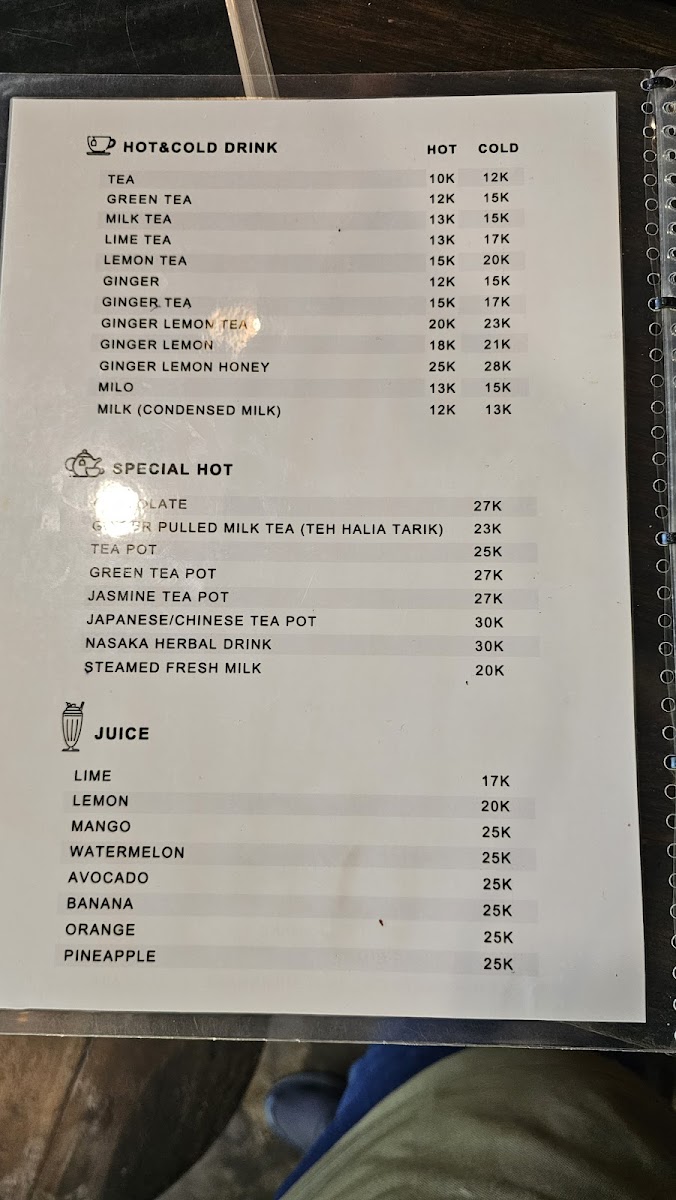 HOT&COLD DRINK HOT COLD
TEA 10K 12K
GREEN TEA 12K 15K
MILK TEA 13K 15K
LIME TEA 13K 17K
LEMON TEA 15K 20K
GINGER 12K 15K
GINGER TEA 15K 17K
GINGER LEMON TEA 20K 23K
GINGER LEMON 18K 21K
GINGER LEMON HONEY 25K 28K
MILO 13K 15K
MILK (CONDENSED MILK) 12K 13K
SPECIAL HOT
27K
PULLED MILK TEA (TEH HALIA TARIK) 23K
TEA POT 25K
GREEN TEA POT 27K
JASMINE TEA POT 27K
JAPANESE/CHINESE TEA POT 30K
NASAKA HERBAL DRINK 30K
STEAMED FRESH MILK 20K
JUICE
LIME 17K
LEMON 20K
MANGO 25K
WATERMELON 25K
AVOCADO 25K
BANANA 25K
ORANGE 25K
PINEAPPLE 25K